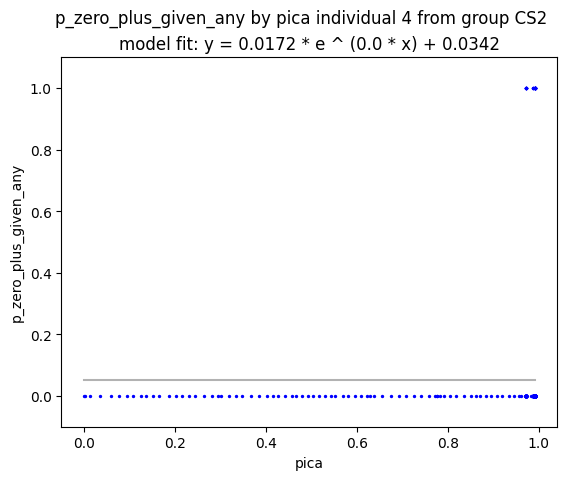 p_zero_plus_given_any by pica individual 4 from group CS2
model fit: y = 0.0172 * e ^ (0.0 * x) + 0.0342
1.0
0.8
0.6
0.4
0.2
0.0
p_zero_plus_given_any
0.0 0.2 0.4 0.6 0.8 1.0
pica